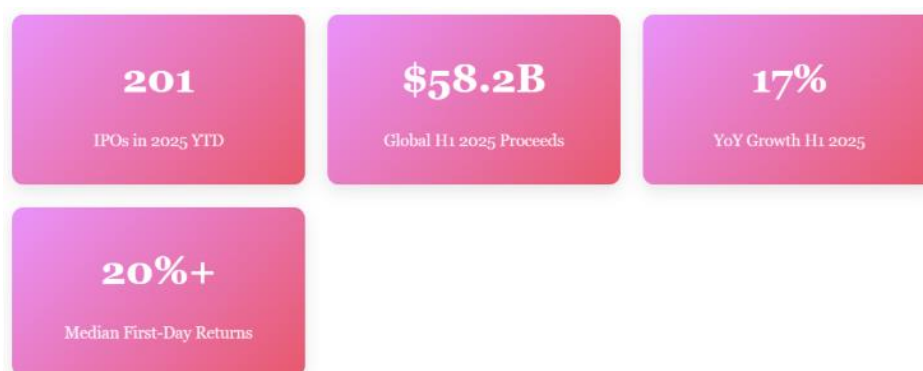 201
IPOs in 2025 YTD
$58.2B
Global H1 2025 Proceeds
17%
YoY Growth H1 2025
20%+
Median First-Day Returns